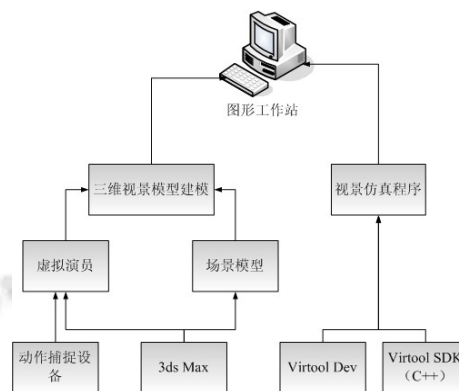 图形工作站
三维视景模型建模
视景仿真程序
虚拟演员
场景模型
动作捕捉设
备
3ds Max
Virtool Dev
Virtool SDK
（C++）